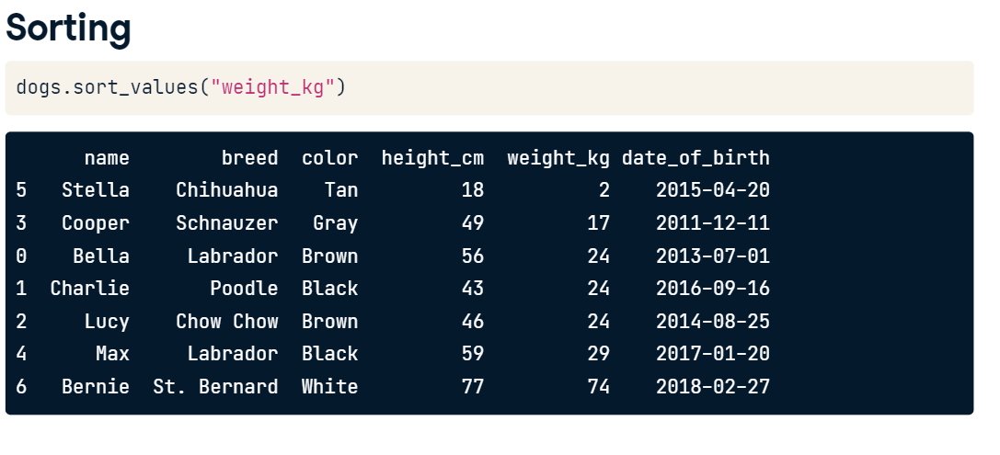 Sorting
dogs.sort_values("weight_kg")
      name        breed  color  height_cm  weight_kg date_of_birth
5   Stella    Chihuahua    Tan         18          2    2015-04-20
3   Cooper    Schnauzer   Gray         49         17    2011-12-11
0    Bella     Labrador  Brown         56         24    2013-07-01
1  Charlie       Poodle  Black         43         24    2016-09-16
2     Lucy    Chow Chow  Brown         46         24    2014-08-25
4      Max     Labrador  Black         59         29    2017-01-20
6   Bernie  St. Bernard  White         77         74    2018-02-27